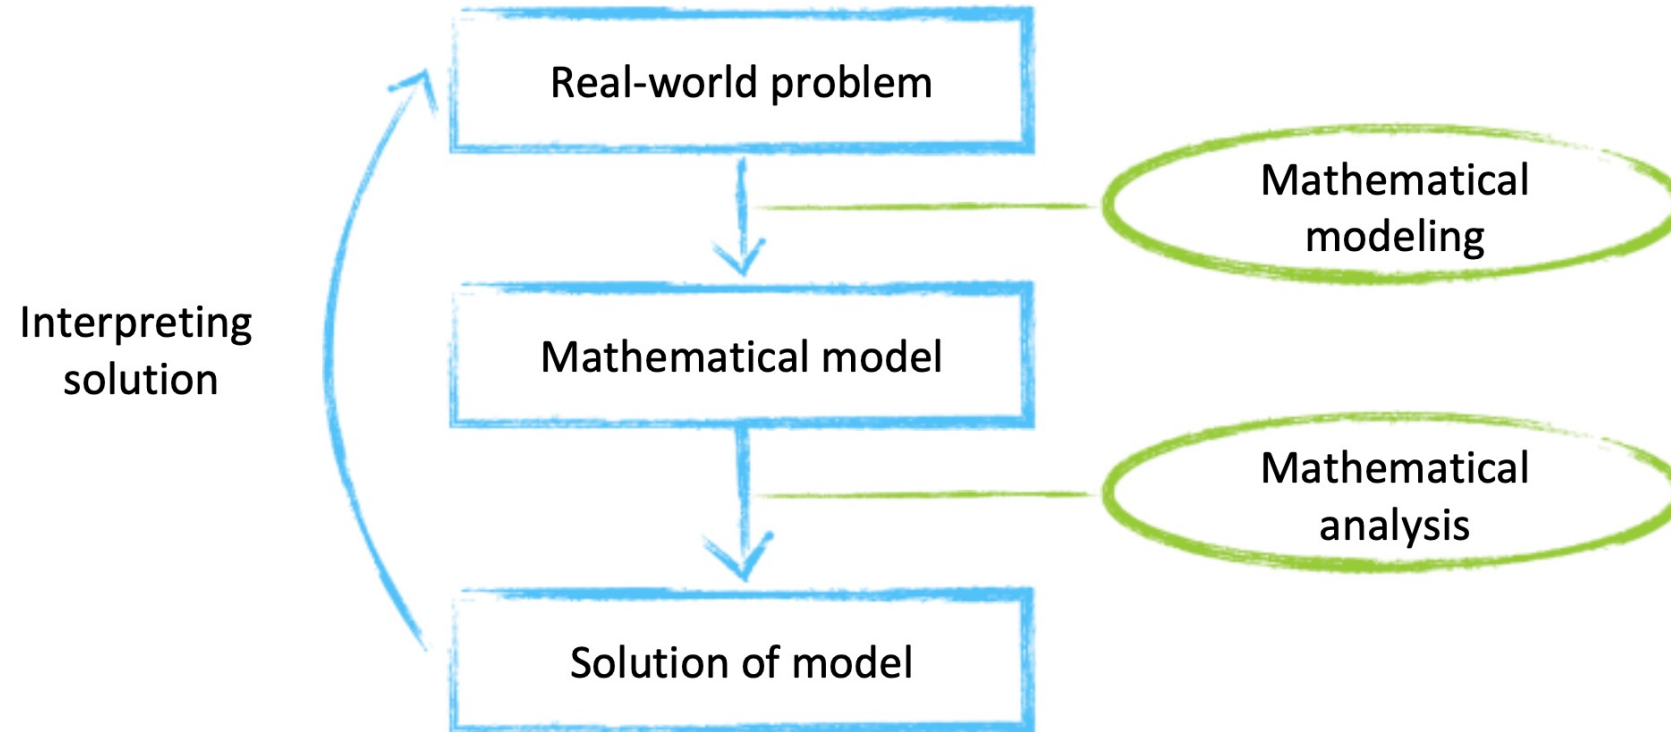 Real-world problem
Mathematical
modeling
Interpreting
solution
Mathematical model
Mathematical
analysis
Solution of model